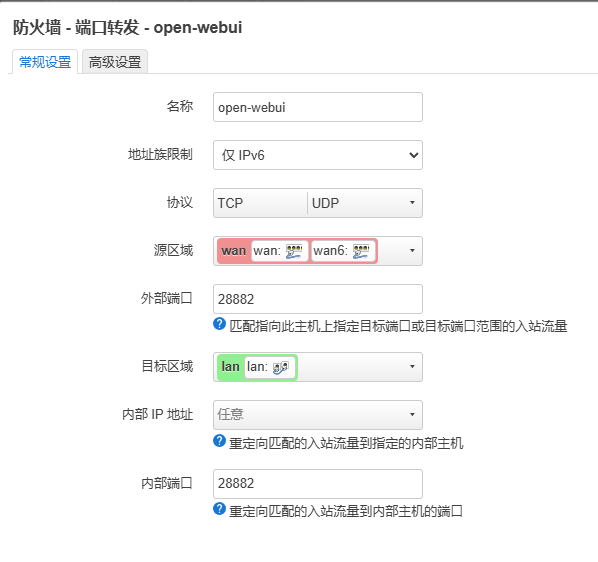 防火墙 - 端口转发 - open-webui
常规设置 高级设置
名称 open-webui
地址族限制 仅 IPv6
协议 TCP UDP
源区域 wan wan: wan6:
外部端口 28882
匹配指向此主机上指定目标端口或目标端口范围的入站流量
目标区域 lan lan:
内部 IP 地址 任意
重定向匹配的入站流量到指定的内部主机
内部端口 28882
重定向匹配的入站流量到内部主机的端口